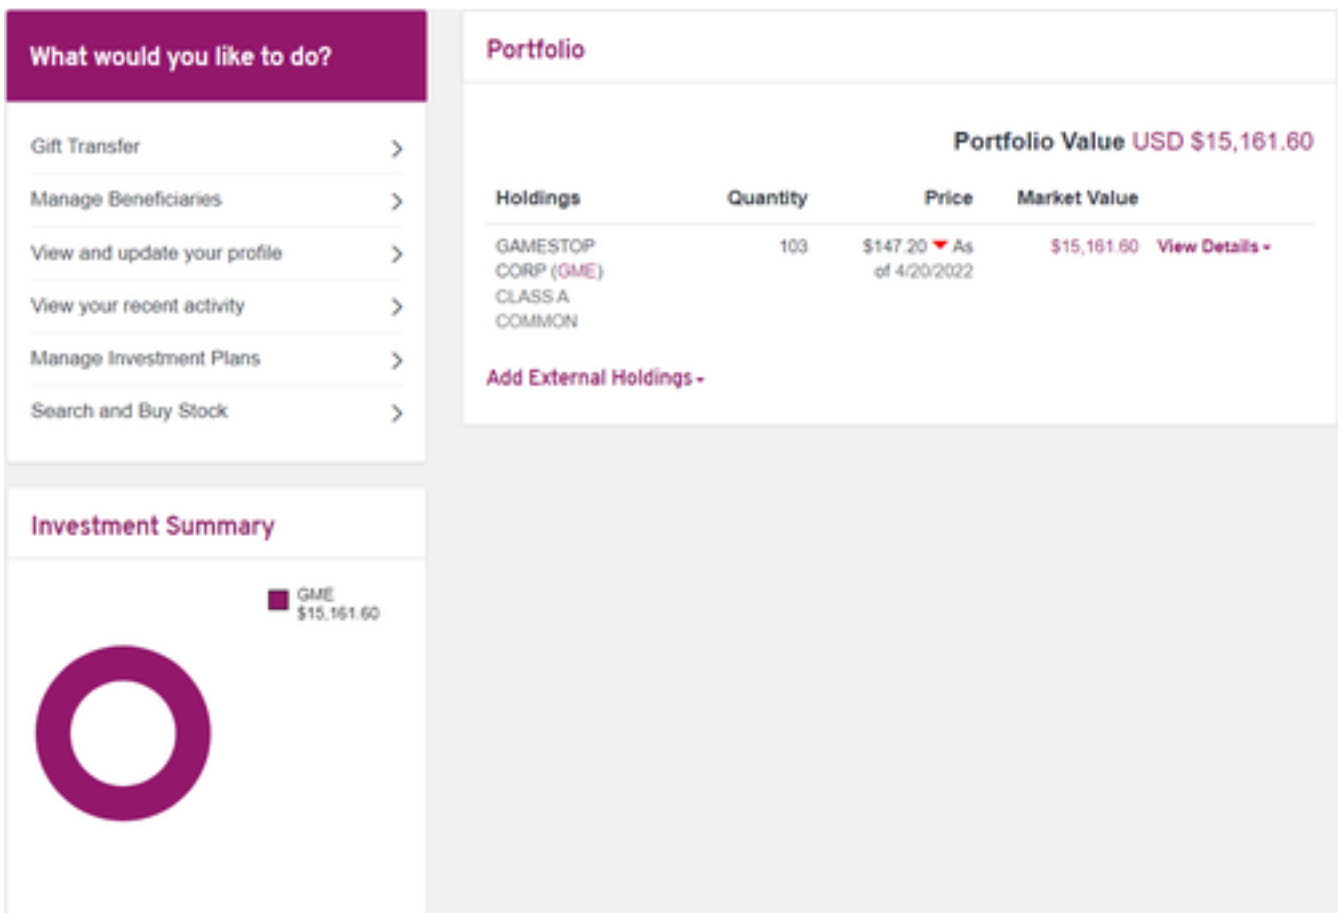 What would you like to do?
Gift Transfer
Manage Beneficiaries
View and update your profile
View your recent activity
Manage Investment Plans
Search and Buy Stock
Investment Summary
GME
$15,161.60
Portfolio
Portfolio Value USD $15,161.60
Holdings Quantity Price Market Value
GAMESTOP 103 $147.20 As $15,161.60 View Details
CORP (GME) of 4/20/2022
CLASS A
COMMON
Add External Holdings